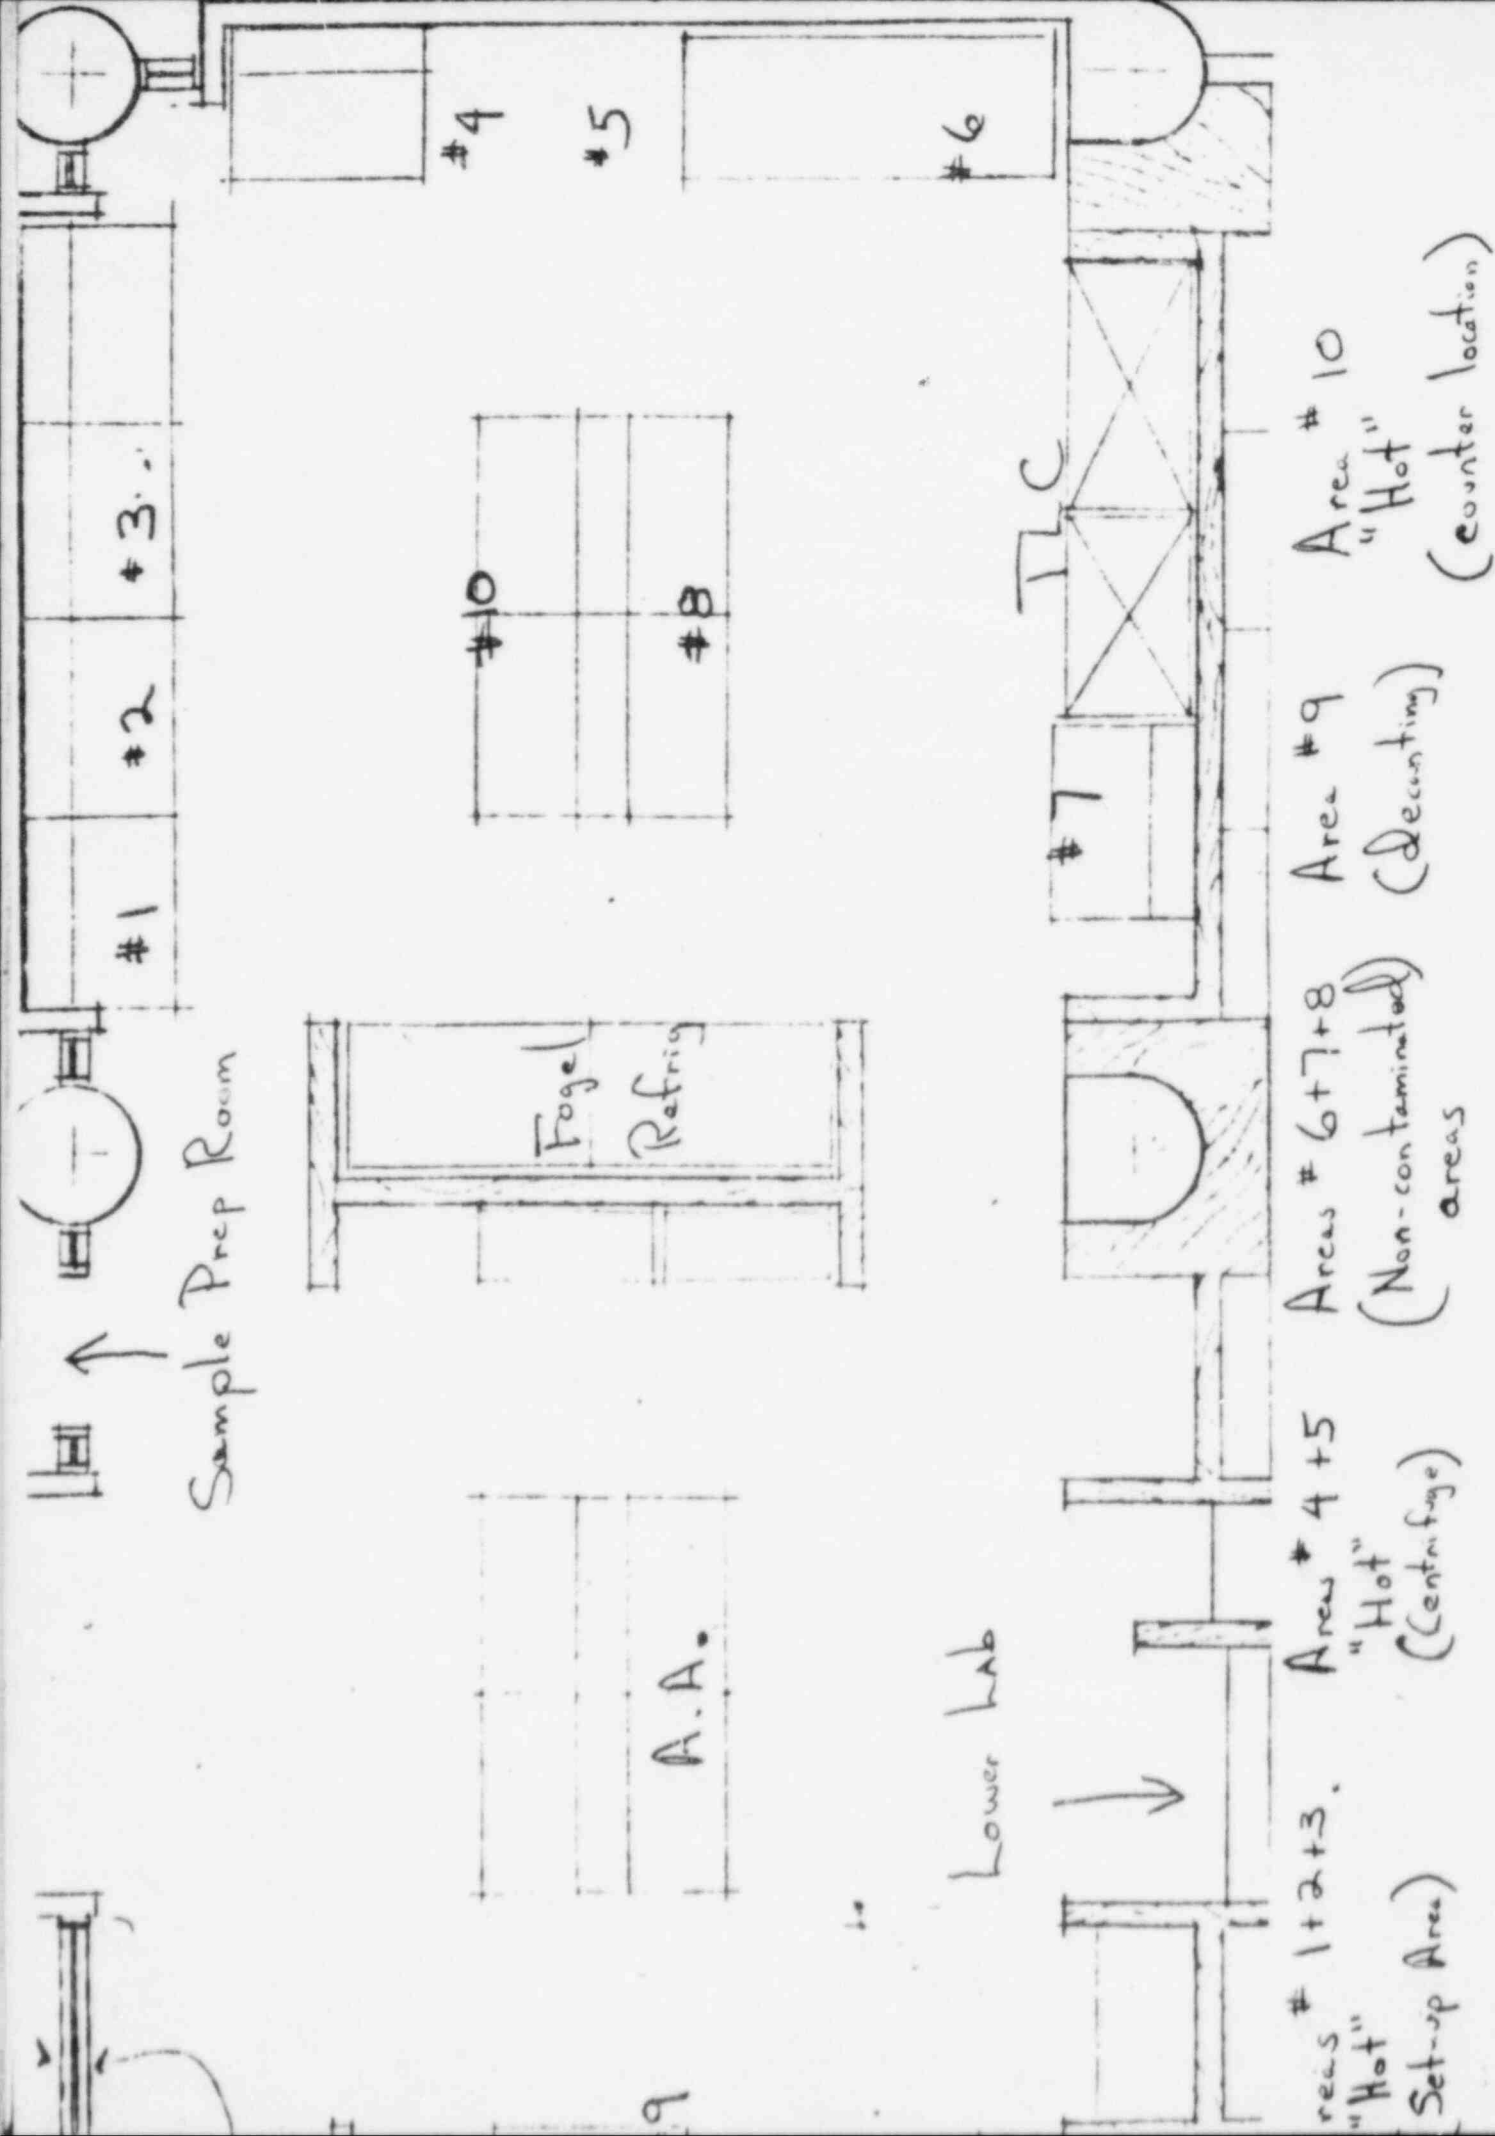 #1
#2
#3
#4
#5
#6
Sample Prep Room
Fogel
Refrig
#10
#8
TLC
#7
A.A.
Lower Lab
9
reas # 1+2+3.
"Hot"
Set-up Area)
Areas # 4+5
"Hot"
(Centrifuge)
Areas # 6+7+8
(Non-contaminated)
areas
Area #9
(Decanting)
Area # 10
"Hot"
(counter location)